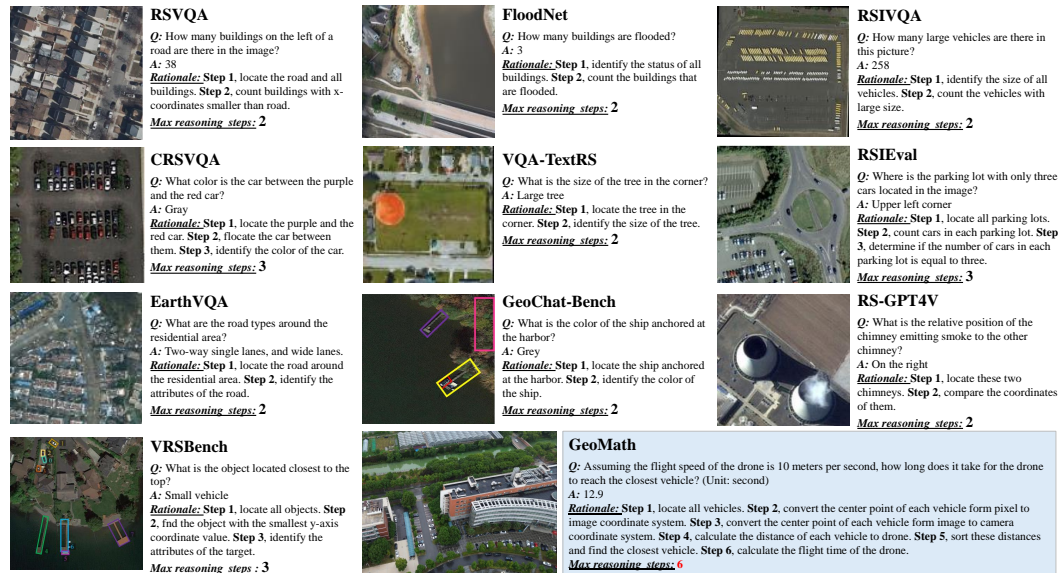 RSVQA
Q: How many buildings on the left of a
road are there in the image?
A: 38
Rationale: Step 1, locate the road and all
buildings. Step 2, count buildings with x-
coordinates smaller than road.
Max reasoning steps: 2
FloodNet
Q: How many buildings are flooded?
A: 3
Rationale: Step 1, identify the status of all
buildings. Step 2, count the buildings that
are flooded.
Max reasoning steps: 2
RSIVQA
Q: How many large vehicles are there in
this picture?
A: 258
Rationale: Step 1, identify the size of all
vehicles. Step 2, count the vehicles with
large size.
Max reasoning steps: 2
CRSVQA
Q: What color is the car between the purple
and the red car?
A: Gray
Rationale: Step 1, locate the purple and the
red car. Step 2, flocate the car between
them. Step 3, identify the color of the car.
Max reasoning steps: 3
VQA-TextRS
Q: What is the size of the tree in the corner?
A: Large tree
Rationale: Step 1, locate the tree in the
corner. Step 2, identify the size of the tree.
Max reasoning steps: 2
RSIEval
Q: Where is the parking lot with only three
cars located in the image?
A: Upper left corner
Rationale: Step 1, locate all parking lots.
Step 2, count cars in each parking lot. Step
3, determine if the number of cars in each
parking lot is equal to three.
Max reasoning steps: 3
EarthVQA
Q: What are the road types around the
residential area?
A: Two-way single lanes, and wide lanes.
Rationale: Step 1, locate the road around
the residential area. Step 2, identify the
attributes of the road.
Max reasoning steps: 2
GeoChat-Bench
Q: What is the color of the ship anchored at
the harbor?
A: Grey
Rationale: Step 1, locate the ship anchored
at the harbor. Step 2, identify the color of
the ship.
Max reasoning steps: 2
RS-GPT4V
Q: What is the relative position of the
chimney emitting smoke to the other
chimney?
A: On the right
Rationale: Step 1, locate these two
chimneys. Step 2, compare the coordinates
of them.
Max reasoning steps: 2
VRSBench
Q: What is the object located closest to the
top?
A: Small vehicle
Rationale: Step 1, locate all objects. Step
2, fnd the object with the smallest y-axis
coordinate value. Step 3, identify the
attributes of the target.
Max reasoning steps : 3
GeoMath
Q: Assuming the flight speed of the drone is 10 meters per second, how long does it take for the drone
to reach the closest vehicle? (Unit: second)
A: 12.9
Rationale: Step 1, locate all vehicles. Step 2, convert the center point of each vehicle form pixel to
image coordinate system. Step 3, convert the center point of each vehicle form image to camera
coordinate system. Step 4, calculate the distance of each vehicle to drone. Step 5, sort these distances
and find the closest vehicle. Step 6, calculate the flight time of the drone.
Max reasoning steps: 6